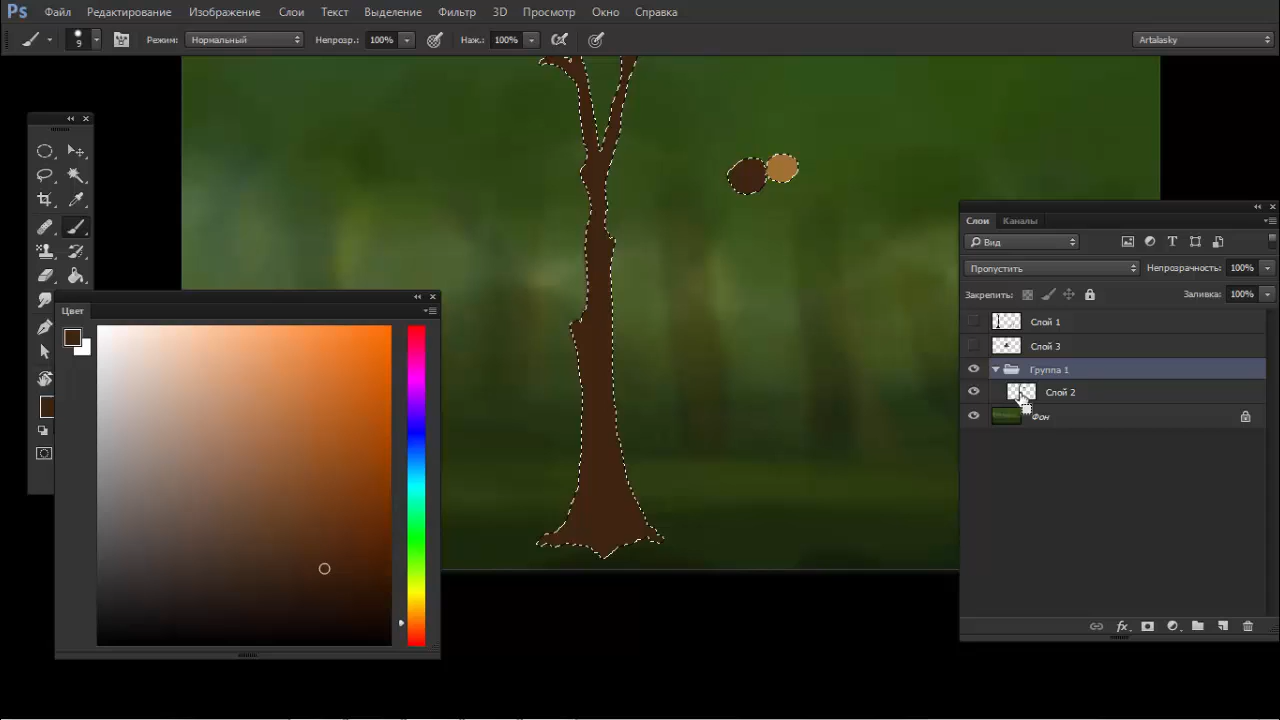 Ps Файл Редактирование Изображение Слои Текст Выделение Фильтр 3D Просмотр Окно Справка
9 Режим: Нормальный Непрозр.: 100% Наж.: 100% Artalasky
Слои Каналы
Вид
Пропустить Непрозрачность: 100%
Закрепить: Заливка: 100%
Слой 1
Слой 3
Группа 1
Слой 2
Фон
fx
Цвет